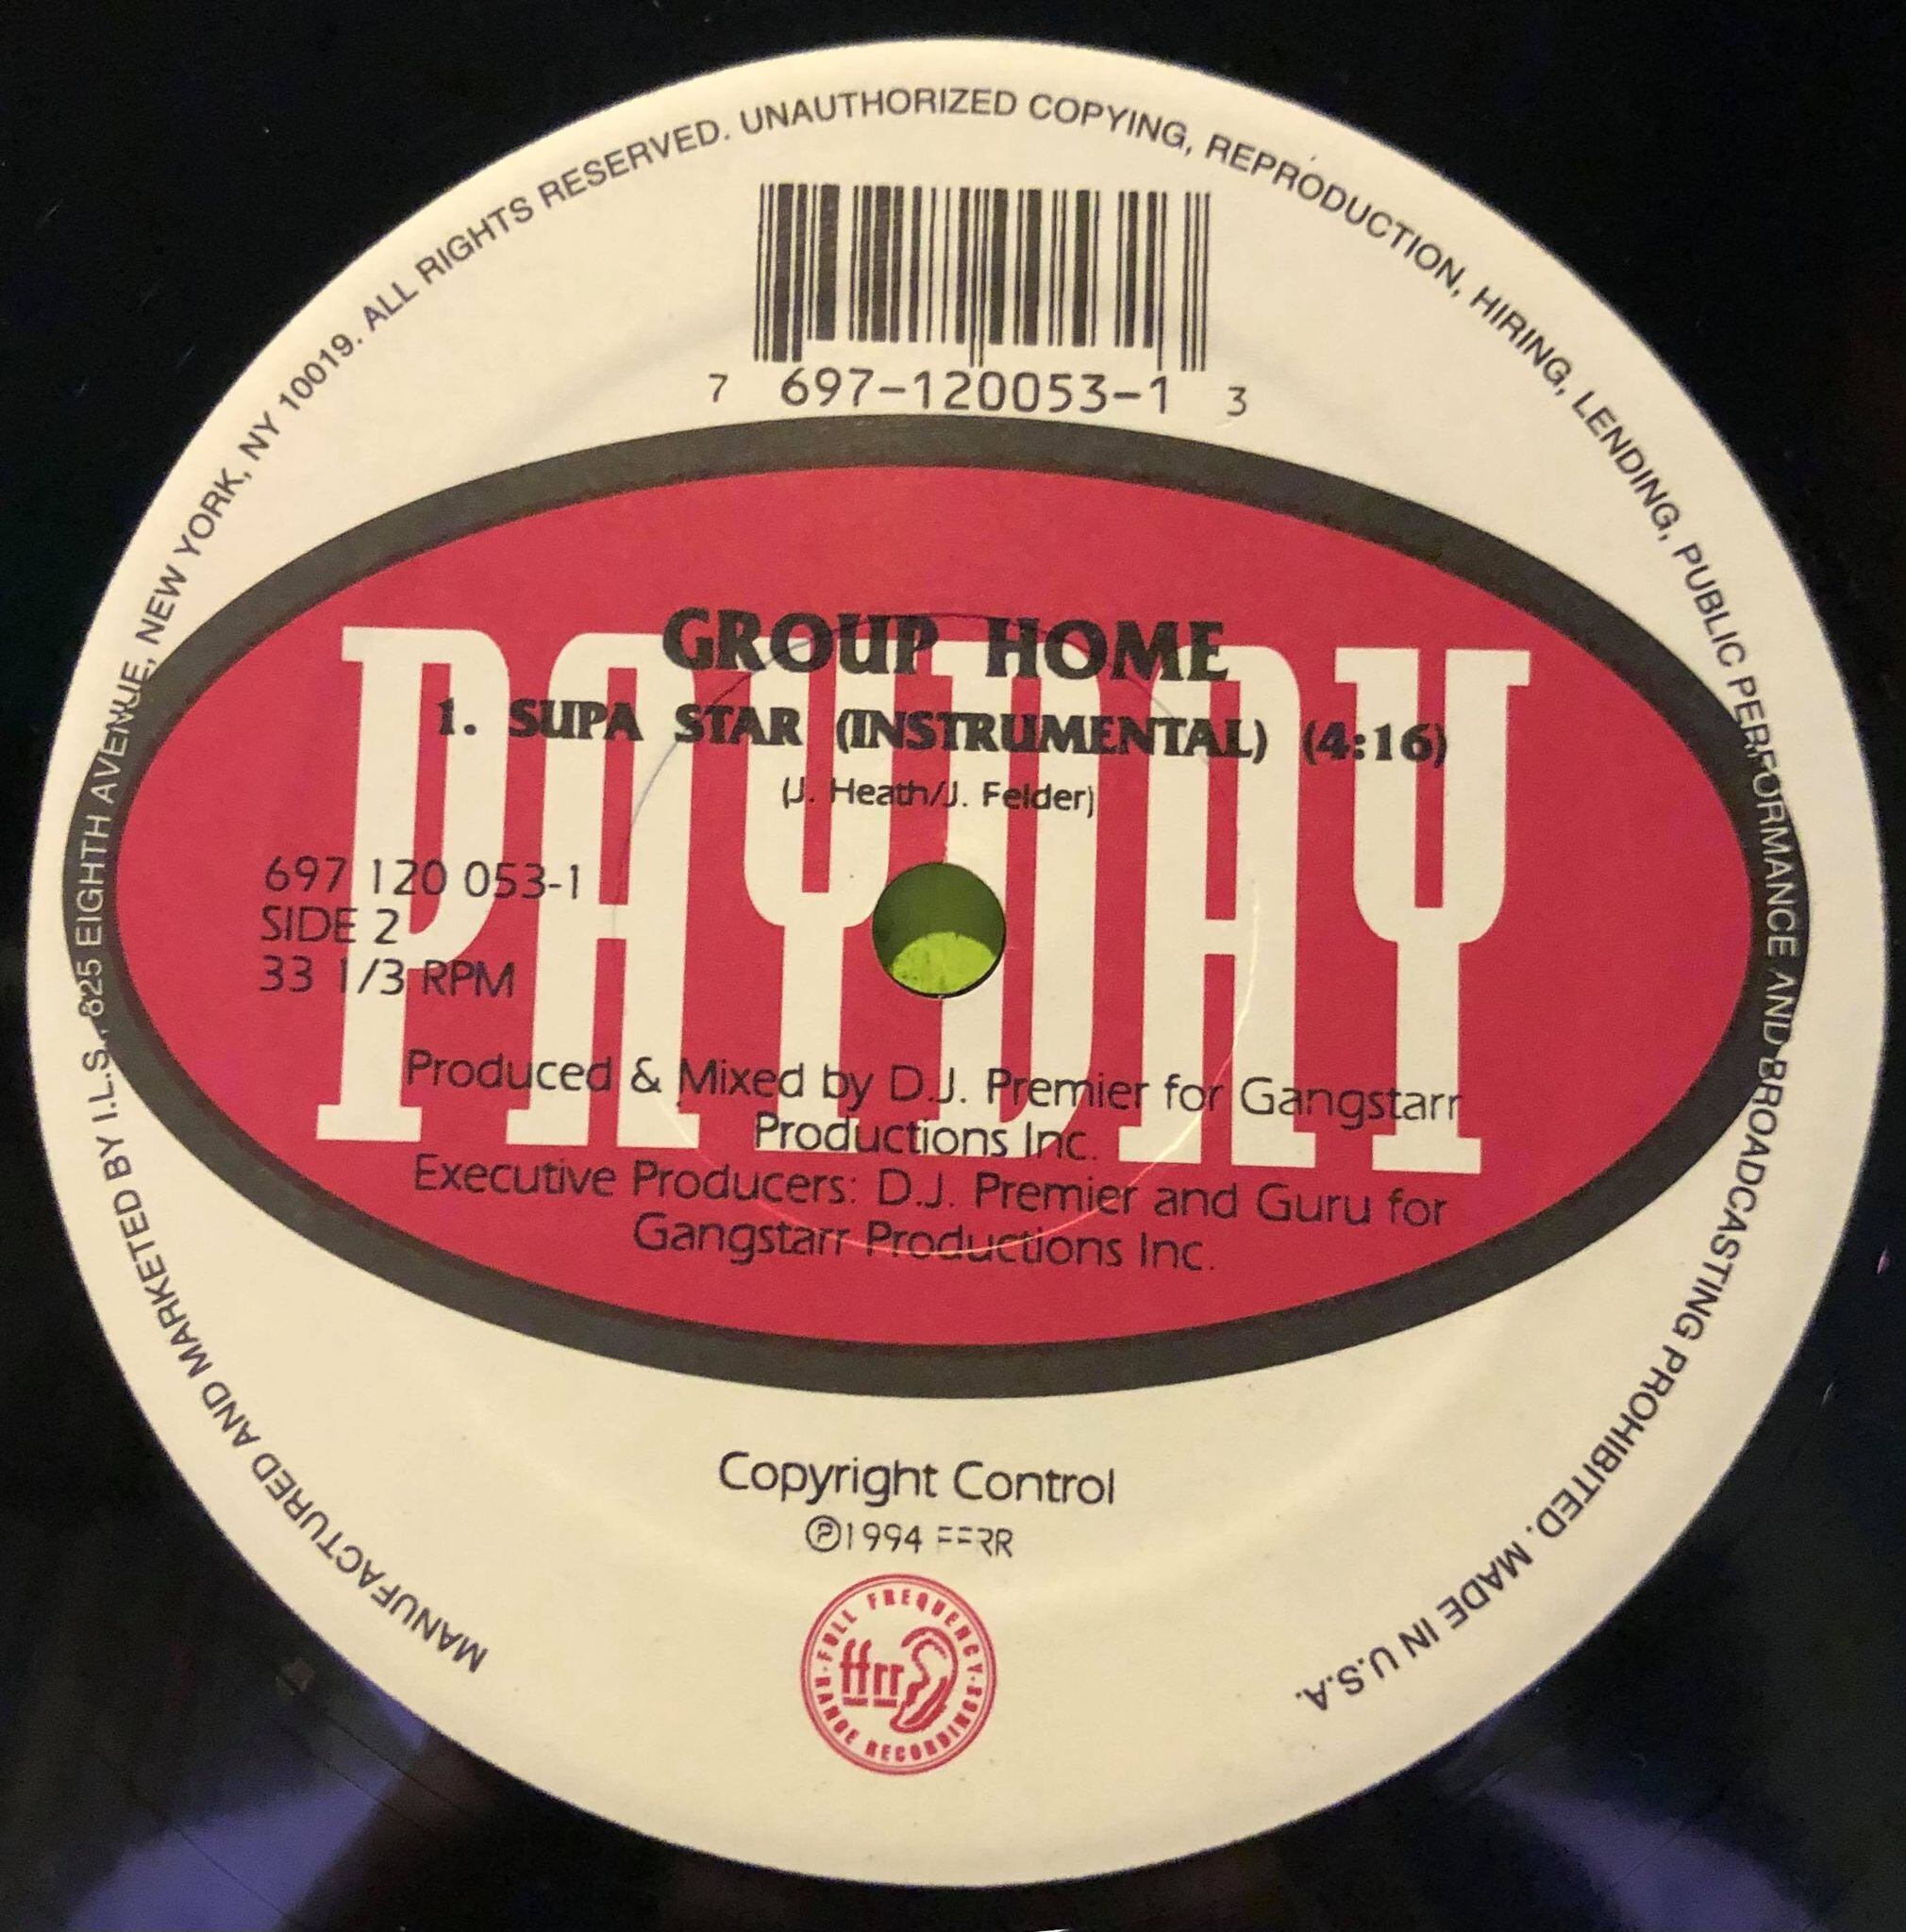 MANUFACTURED AND MARKETED BY I.L.S., 825 EIGHTH AVENUE, NEW YORK, NY 10019. ALL RIGHTS RESERVED. UNAUTHORIZED COPYING, REPRODUCTION, HIRING, LENDING, PUBLIC PERFORMANCE AND BROADCASTING PROHIBITED. MADE IN U.S.A.
7 697-120053-1 3
PAYDAY
GROUP HOME
1. SUPA STAR (INSTRUMENTAL) (4:16)
(J. Heath/J. Felder)
697 120 053-1
SIDE 2
33 1/3 RPM
Produced & Mixed by D.J. Premier for Gangstarr
Productions Inc.
Executive Producers: D.J. Premier and Guru for
Gangstarr Productions Inc.
Copyright Control
℗1994 FFRR
·FULL FREQUENCY·
ffrr
RANGE RECORDINGS